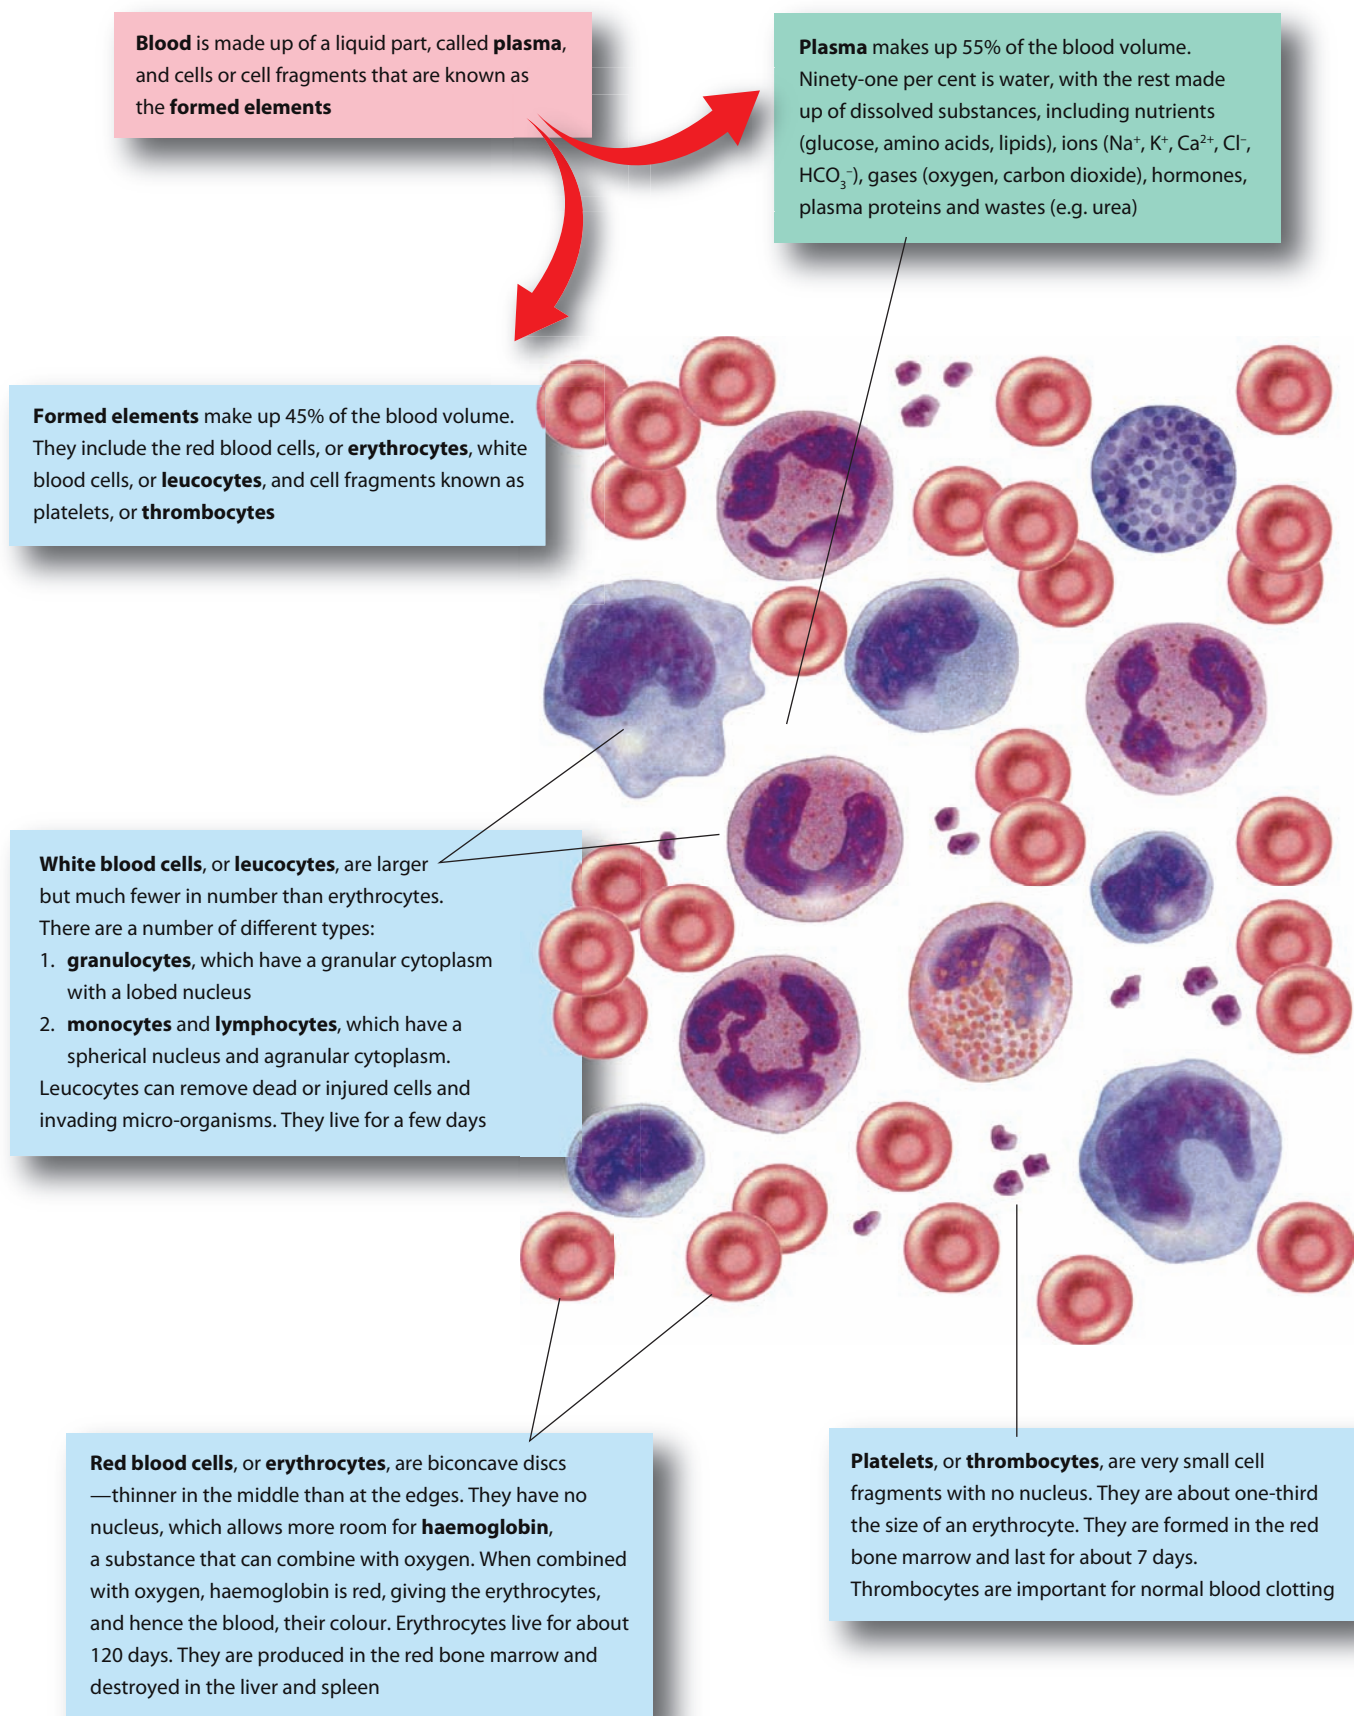 Blood is made up of a liquid part, called plasma,
and cells or cell fragments that are known as
the formed elements
Plasma makes up 55% of the blood volume.
Ninety-one per cent is water, with the rest made
up of dissolved substances, including nutrients
(glucose, amino acids, lipids), ions (Na⁺, K⁺, Ca²⁺, Cl⁻,
HCO₃⁻), gases (oxygen, carbon dioxide), hormones,
plasma proteins and wastes (e.g. urea)
Formed elements make up 45% of the blood volume.
They include the red blood cells, or erythrocytes, white
blood cells, or leucocytes, and cell fragments known as
platelets, or thrombocytes
White blood cells, or leucocytes, are larger
but much fewer in number than erythrocytes.
There are a number of different types:
1. granulocytes, which have a granular cytoplasm
with a lobed nucleus
2. monocytes and lymphocytes, which have a
spherical nucleus and agranular cytoplasm.
Leucocytes can remove dead or injured cells and
invading micro-organisms. They live for a few days
Red blood cells, or erythrocytes, are biconcave discs
—thinner in the middle than at the edges. They have no
nucleus, which allows more room for haemoglobin,
a substance that can combine with oxygen. When combined
with oxygen, haemoglobin is red, giving the erythrocytes,
and hence the blood, their colour. Erythrocytes live for about
120 days. They are produced in the red bone marrow and
destroyed in the liver and spleen
Platelets, or thrombocytes, are very small cell
fragments with no nucleus. They are about one-third
the size of an erythrocyte. They are formed in the red
bone marrow and last for about 7 days.
Thrombocytes are important for normal blood clotting